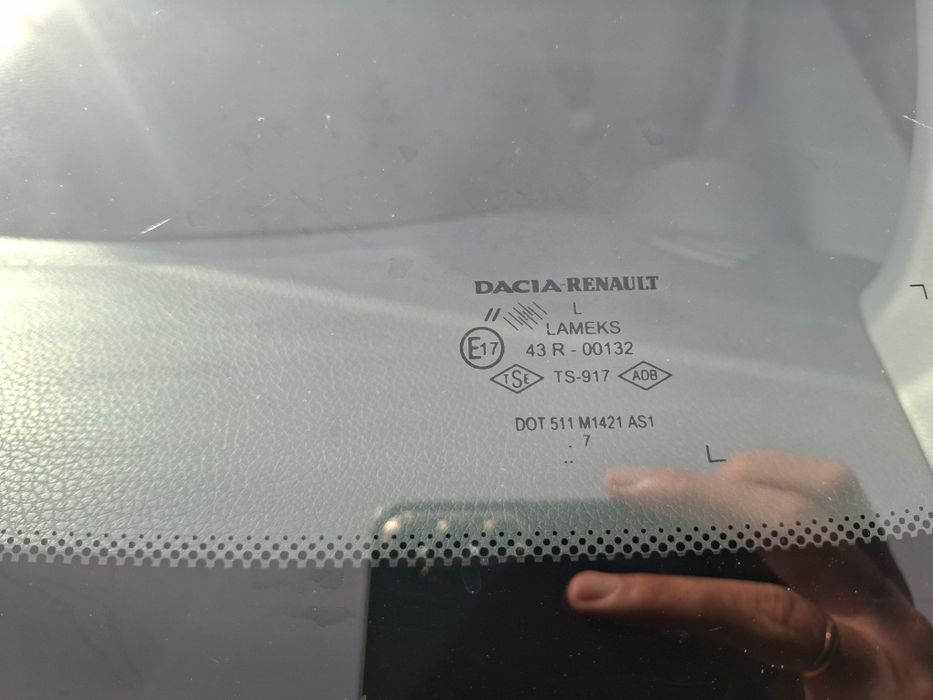 DACIA-RENAULT
//
L
LAMEKS
E17 43 R - 00132
TSE TS-917 ADB
DOT 511 M1421 AS1
. 7
..